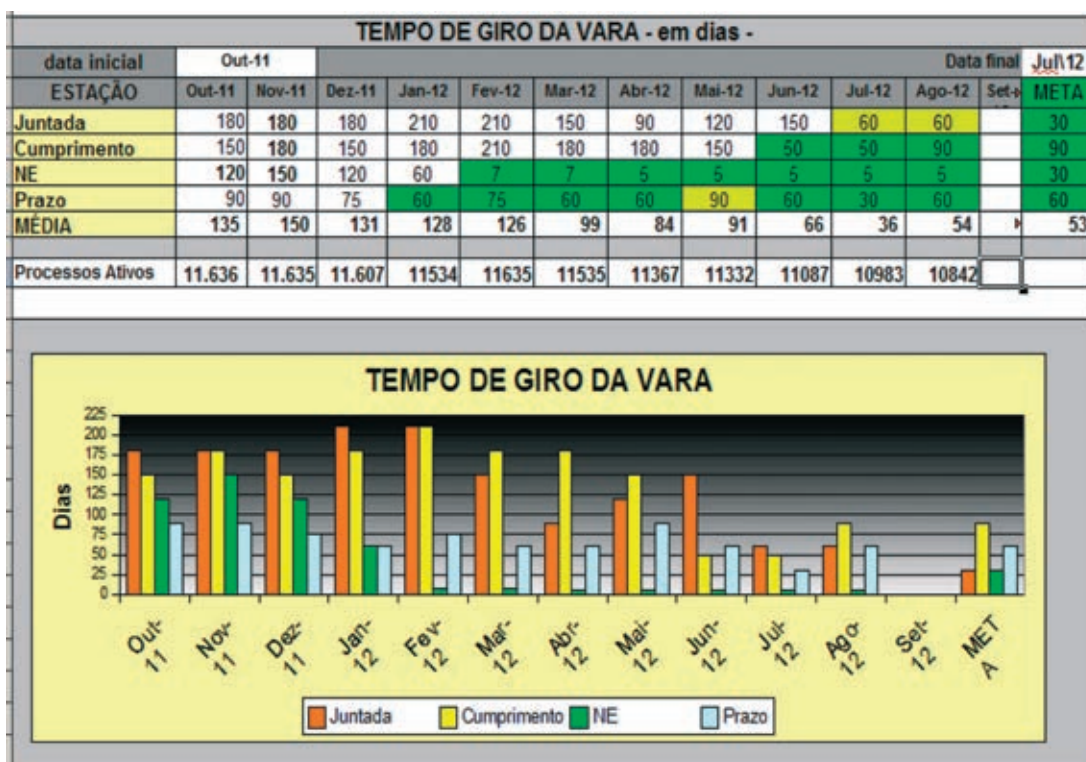 TEMPO DE GIRO DA VARA - em dias -
data inicial Out-11 Data final Jul\12
ESTAÇÃO Out-11 Nov-11 Dez-11 Jan-12 Fev-12 Mar-12 Abr-12 Mai-12 Jun-12 Jul-12 Ago-12 Set- META
Juntada 180 180 180 210 210 150 90 120 150 60 60 30
Cumprimento 150 180 150 180 210 180 180 150 50 50 90 90
NE 120 150 120 60 7 7 5 5 5 5 5 30
Prazo 90 90 75 60 75 60 60 90 60 30 60 60
MÉDIA 135 150 131 128 126 99 84 91 66 36 54 53
Processos Ativos 11.636 11.635 11.607 11534 11635 11535 11367 11332 11087 10983 10842
TEMPO DE GIRO DA VARA
Dias
225
200
175
150
125
100
75
50
25
0
Out-11 Nov-11 Dez-11 Jan-12 Fev-12 Mar-12 Abr-12 Mai-12 Jun-12 Jul-12 Ago-12 Set-12 META
Juntada Cumprimento NE Prazo